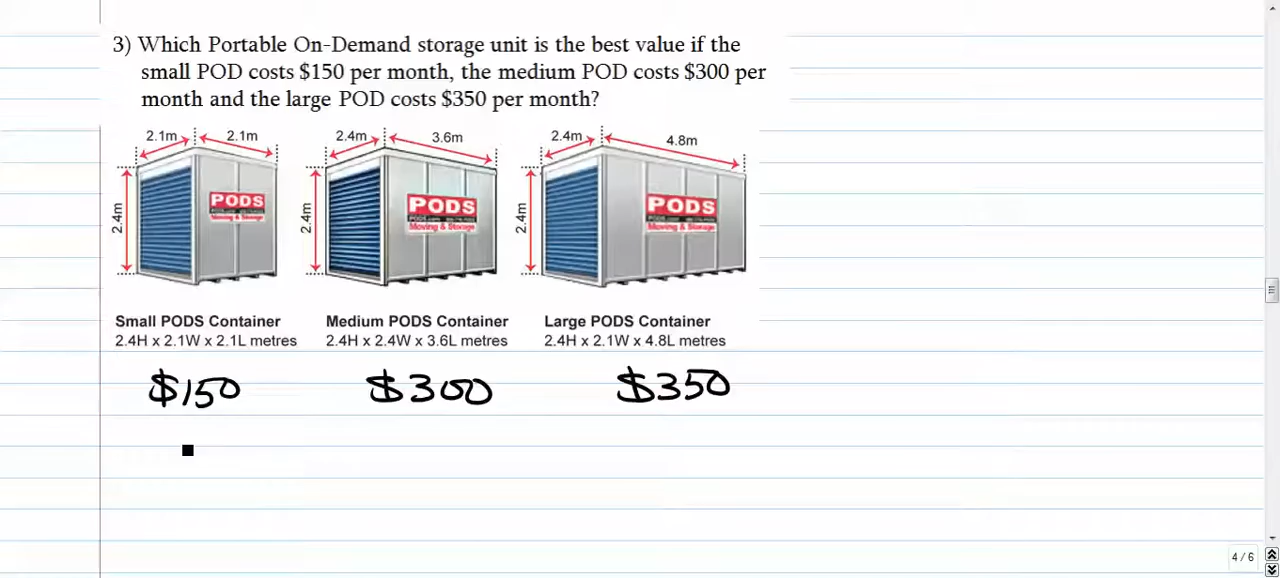 3) Which Portable On-Demand storage unit is the best value if the
small POD costs $150 per month, the medium POD costs $300 per
month and the large POD costs $350 per month?
2.1m 2.1m 2.4m 3.6m 2.4m 4.8m
2.4m 2.4m 2.4m
PODS PODS PODS
Moving & Storage Moving & Storage Moving & Storage
Small PODS Container Medium PODS Container Large PODS Container
2.4H x 2.1W x 2.1L metres 2.4H x 2.4W x 3.6L metres 2.4H x 2.1W x 4.8L metres
$150 $300 $350
4 / 6